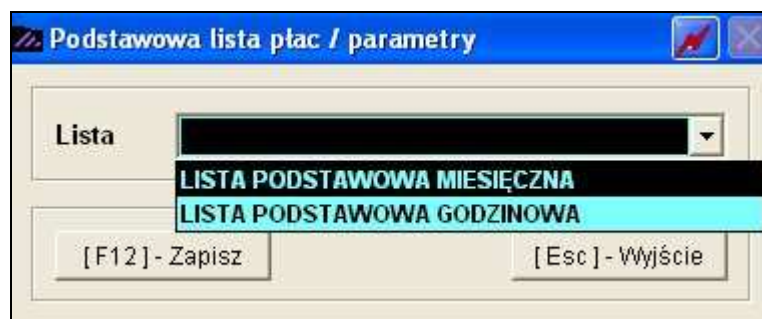 Podstawowa lista płac / parametry
Lista
LISTA PODSTAWOWA MIESIĘCZNA
LISTA PODSTAWOWA GODZINOWA
[ F12 ] - Zapisz [ Esc ] - Wyjście